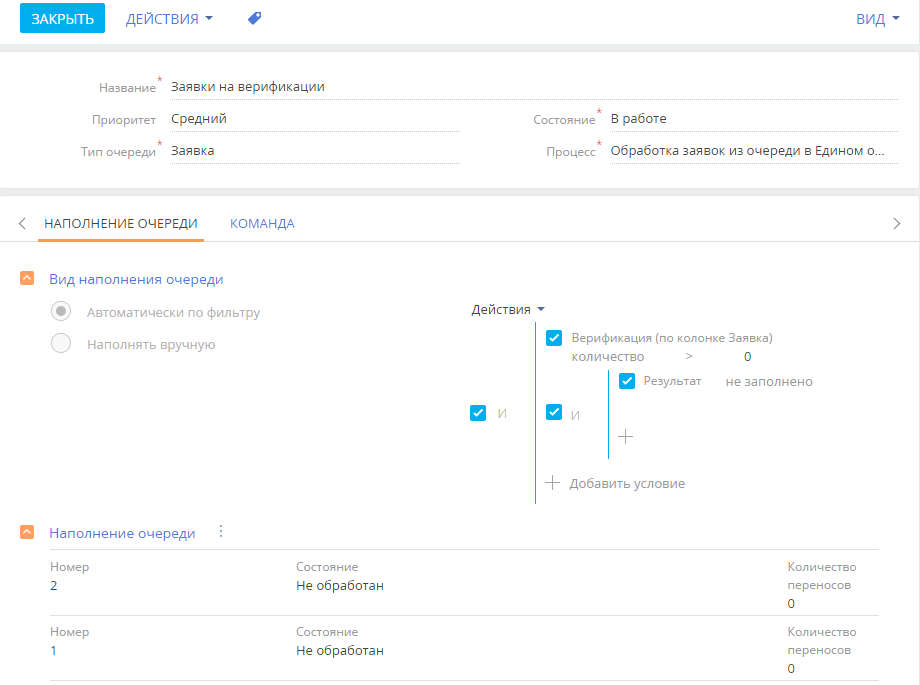 ЗАКРЫТЬ ДЕЙСТВИЯ ВИД
Название* Заявки на верификации
Приоритет Средний Состояние* В работе
Тип очереди* Заявка Процесс* Обработка заявок из очереди в Едином о...
НАПОЛНЕНИЕ ОЧЕРЕДИ КОМАНДА
Вид наполнения очереди
Автоматически по фильтру
Наполнять вручную
Действия
Верификация (по колонке Заявка)
количество > 0
Результат не заполнено
И И
Добавить условие
Наполнение очереди
Номер Состояние Количество переносов
2 Не обработан 0
Номер Состояние Количество переносов
1 Не обработан 0